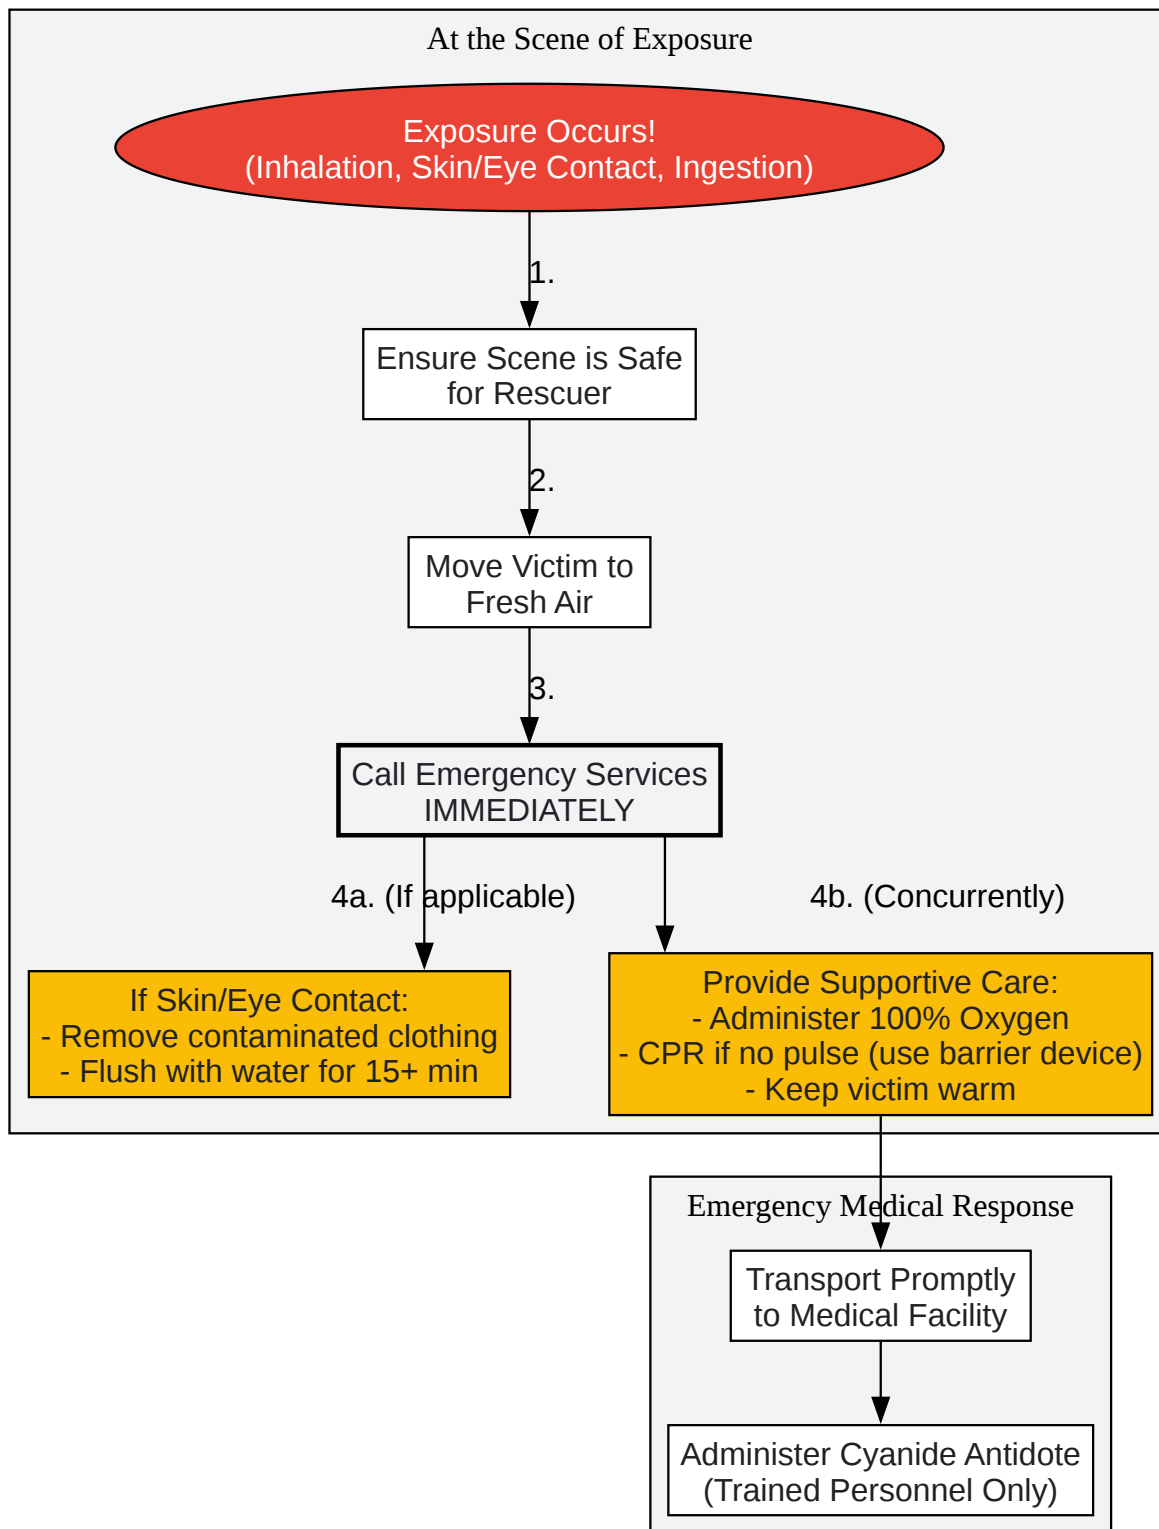 At the Scene of Exposure
Exposure Occurs!
(Inhalation, Skin/Eye Contact, Ingestion)
1.
Ensure Scene is Safe
for Rescuer
2.
Move Victim to
Fresh Air
3.
Call Emergency Services
IMMEDIATELY
4a. (If applicable)
4b. (Concurrently)
If Skin/Eye Contact:
- Remove contaminated clothing
- Flush with water for 15+ min
Provide Supportive Care:
- Administer 100% Oxygen
- CPR if no pulse (use barrier device)
- Keep victim warm
Emergency Medical Response
Transport Promptly
to Medical Facility
Administer Cyanide Antidote
(Trained Personnel Only)